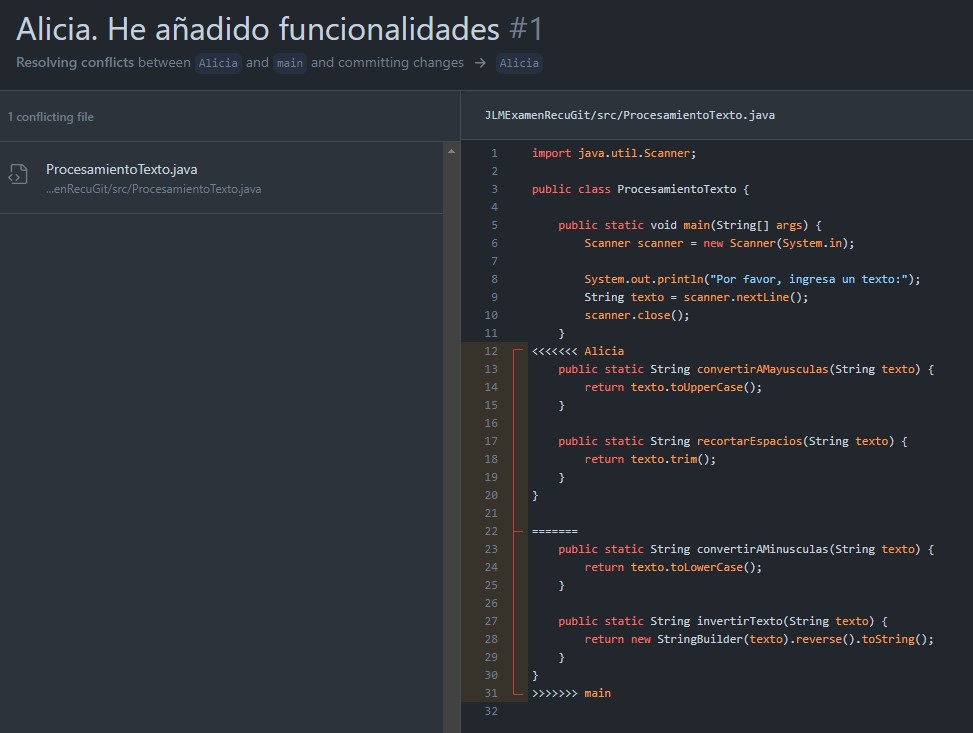 Alicia. He añadido funcionalidades #1
Resolving conflicts between Alicia and main and committing changes → Alicia
1 conflicting file
ProcesamientoTexto.java
...enRecuGit/src/ProcesamientoTexto.java
JLMExamenRecuGit/src/ProcesamientoTexto.java
1 import java.util.Scanner;
2
3 public class ProcesamientoTexto {
4
5     public static void main(String[] args) {
6         Scanner scanner = new Scanner(System.in);
7
8         System.out.println("Por favor, ingresa un texto:");
9         String texto = scanner.nextLine();
10         scanner.close();
11     }
12 <<<<<<< Alicia
13     public static String convertirAMayusculas(String texto) {
14         return texto.toUpperCase();
15     }
16
17     public static String recortarEspacios(String texto) {
18         return texto.trim();
19     }
20 }
21
22 =======
23     public static String convertirAMinusculas(String texto) {
24         return texto.toLowerCase();
25     }
26
27     public static String invertirTexto(String texto) {
28         return new StringBuilder(texto).reverse().toString();
29     }
30 }
31 >>>>>>> main
32